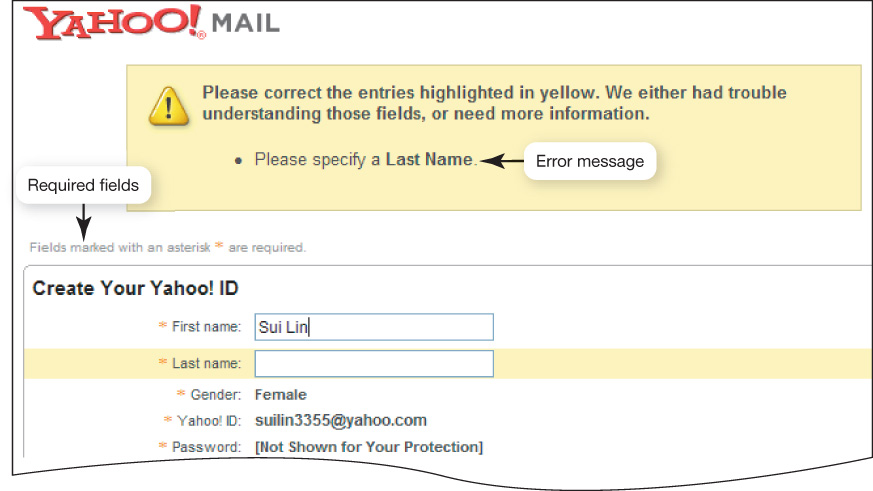 YAHOO!® MAIL
Please correct the entries highlighted in yellow. We either had trouble
understanding those fields, or need more information.
• Please specify a Last Name.
Error message
Required fields
Fields marked with an asterisk * are required.
Create Your Yahoo! ID
* First name: Sui Lin
* Last name:
* Gender: Female
* Yahoo! ID: suilin3355@yahoo.com
* Password: [Not Shown for Your Protection]